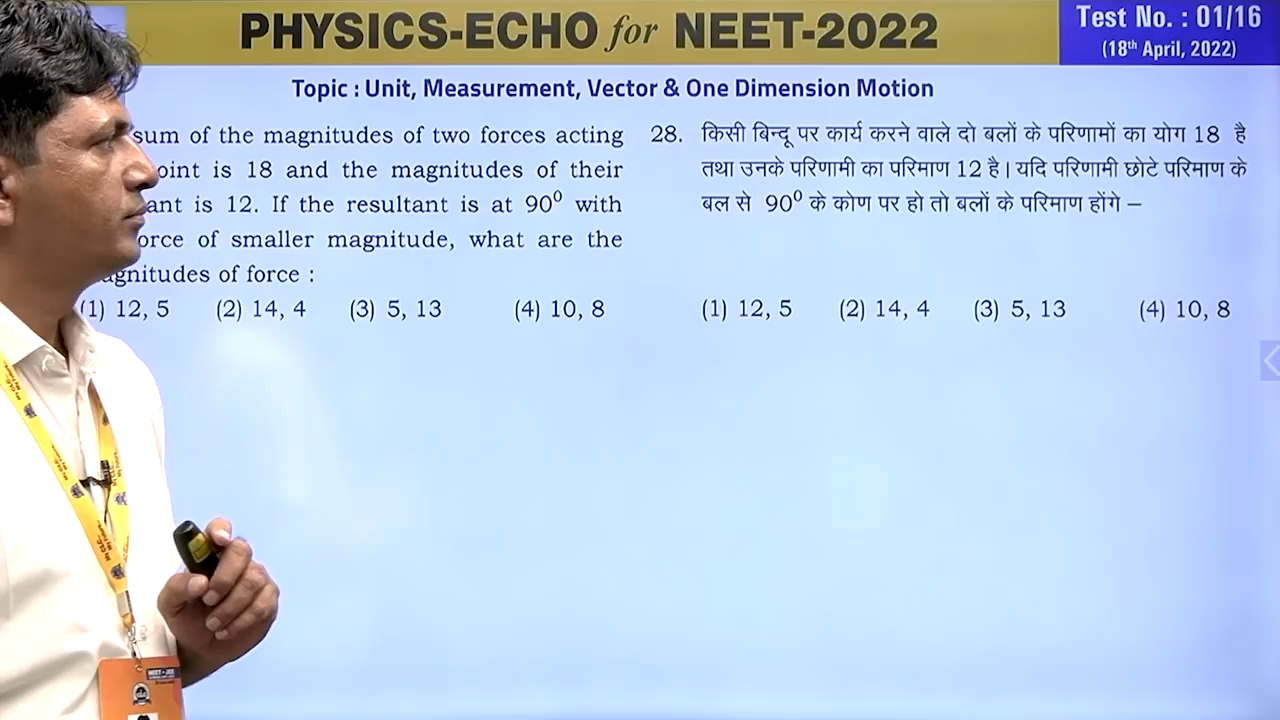 PHYSICS-ECHO for NEET-2022
Test No. : 01/16
(18th April, 2022)
Topic : Unit, Measurement, Vector & One Dimension Motion
sum of the magnitudes of two forces acting
oint is 18 and the magnitudes of their
ant is 12. If the resultant is at 90⁰ with
orce of smaller magnitude, what are the
agnitudes of force :
(1) 12, 5 (2) 14, 4 (3) 5, 13 (4) 10, 8
28. किसी बिन्दू पर कार्य करने वाले दो बलों के परिणामों का योग 18 है
तथा उनके परिणामी का परिमाण 12 है। यदि परिणामी छोटे परिमाण के
बल से 90⁰ के कोण पर हो तो बलों के परिमाण होंगे –
(1) 12, 5 (2) 14, 4 (3) 5, 13 (4) 10, 8
NEET • JEE